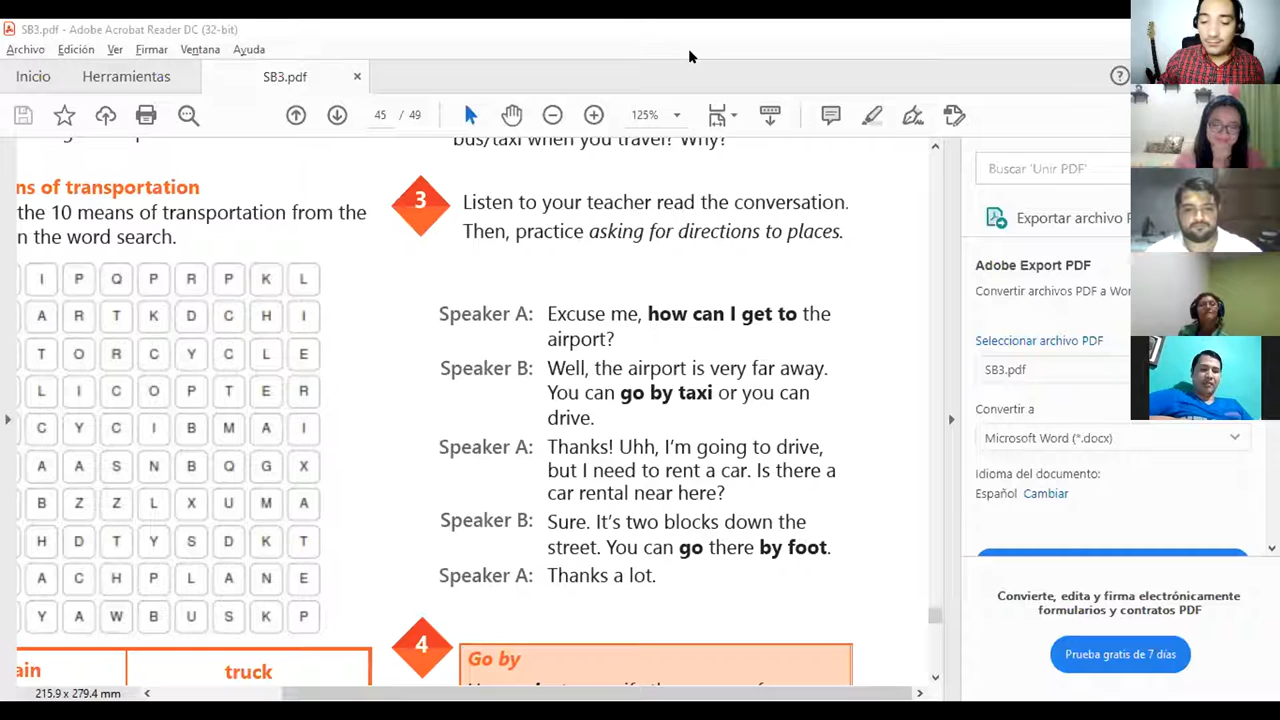 SB3.pdf - Adobe Acrobat Reader DC (32-bit)
Archivo Edición Ver Firmar Ventana Ayuda
Inicio Herramientas SB3.pdf
45 / 49 125%
bus/taxi when you travel? Why?
ns of transportation
the 10 means of transportation from the
n the word search.
I P Q P R P K L
A R T K D C H I
T O R C Y C L E
L I C O P T E R
C Y C I B M A I
A A S N B Q G X
B Z Z L X U M A
H D T Y S D K T
A C H P L A N E
Y A W B U S K P
ain truck
3
Listen to your teacher read the conversation.
Then, practice asking for directions to places.
Speaker A: Excuse me, how can I get to the
airport?
Speaker B: Well, the airport is very far away.
You can go by taxi or you can
drive.
Speaker A: Thanks! Uhh, I'm going to drive,
but I need to rent a car. Is there a
car rental near here?
Speaker B: Sure. It's two blocks down the
street. You can go there by foot.
Speaker A: Thanks a lot.
4
Go by
215.9 x 279.4 mm
Buscar 'Unir PDF'
Exportar archivo P
Adobe Export PDF
Convertir archivos PDF a Wor
Seleccionar archivo PDF
SB3.pdf
Convertir a
Microsoft Word (*.docx)
Idioma del documento:
Español Cambiar
Convierte, edita y firma electrónicamente
formularios y contratos PDF
Prueba gratis de 7 días